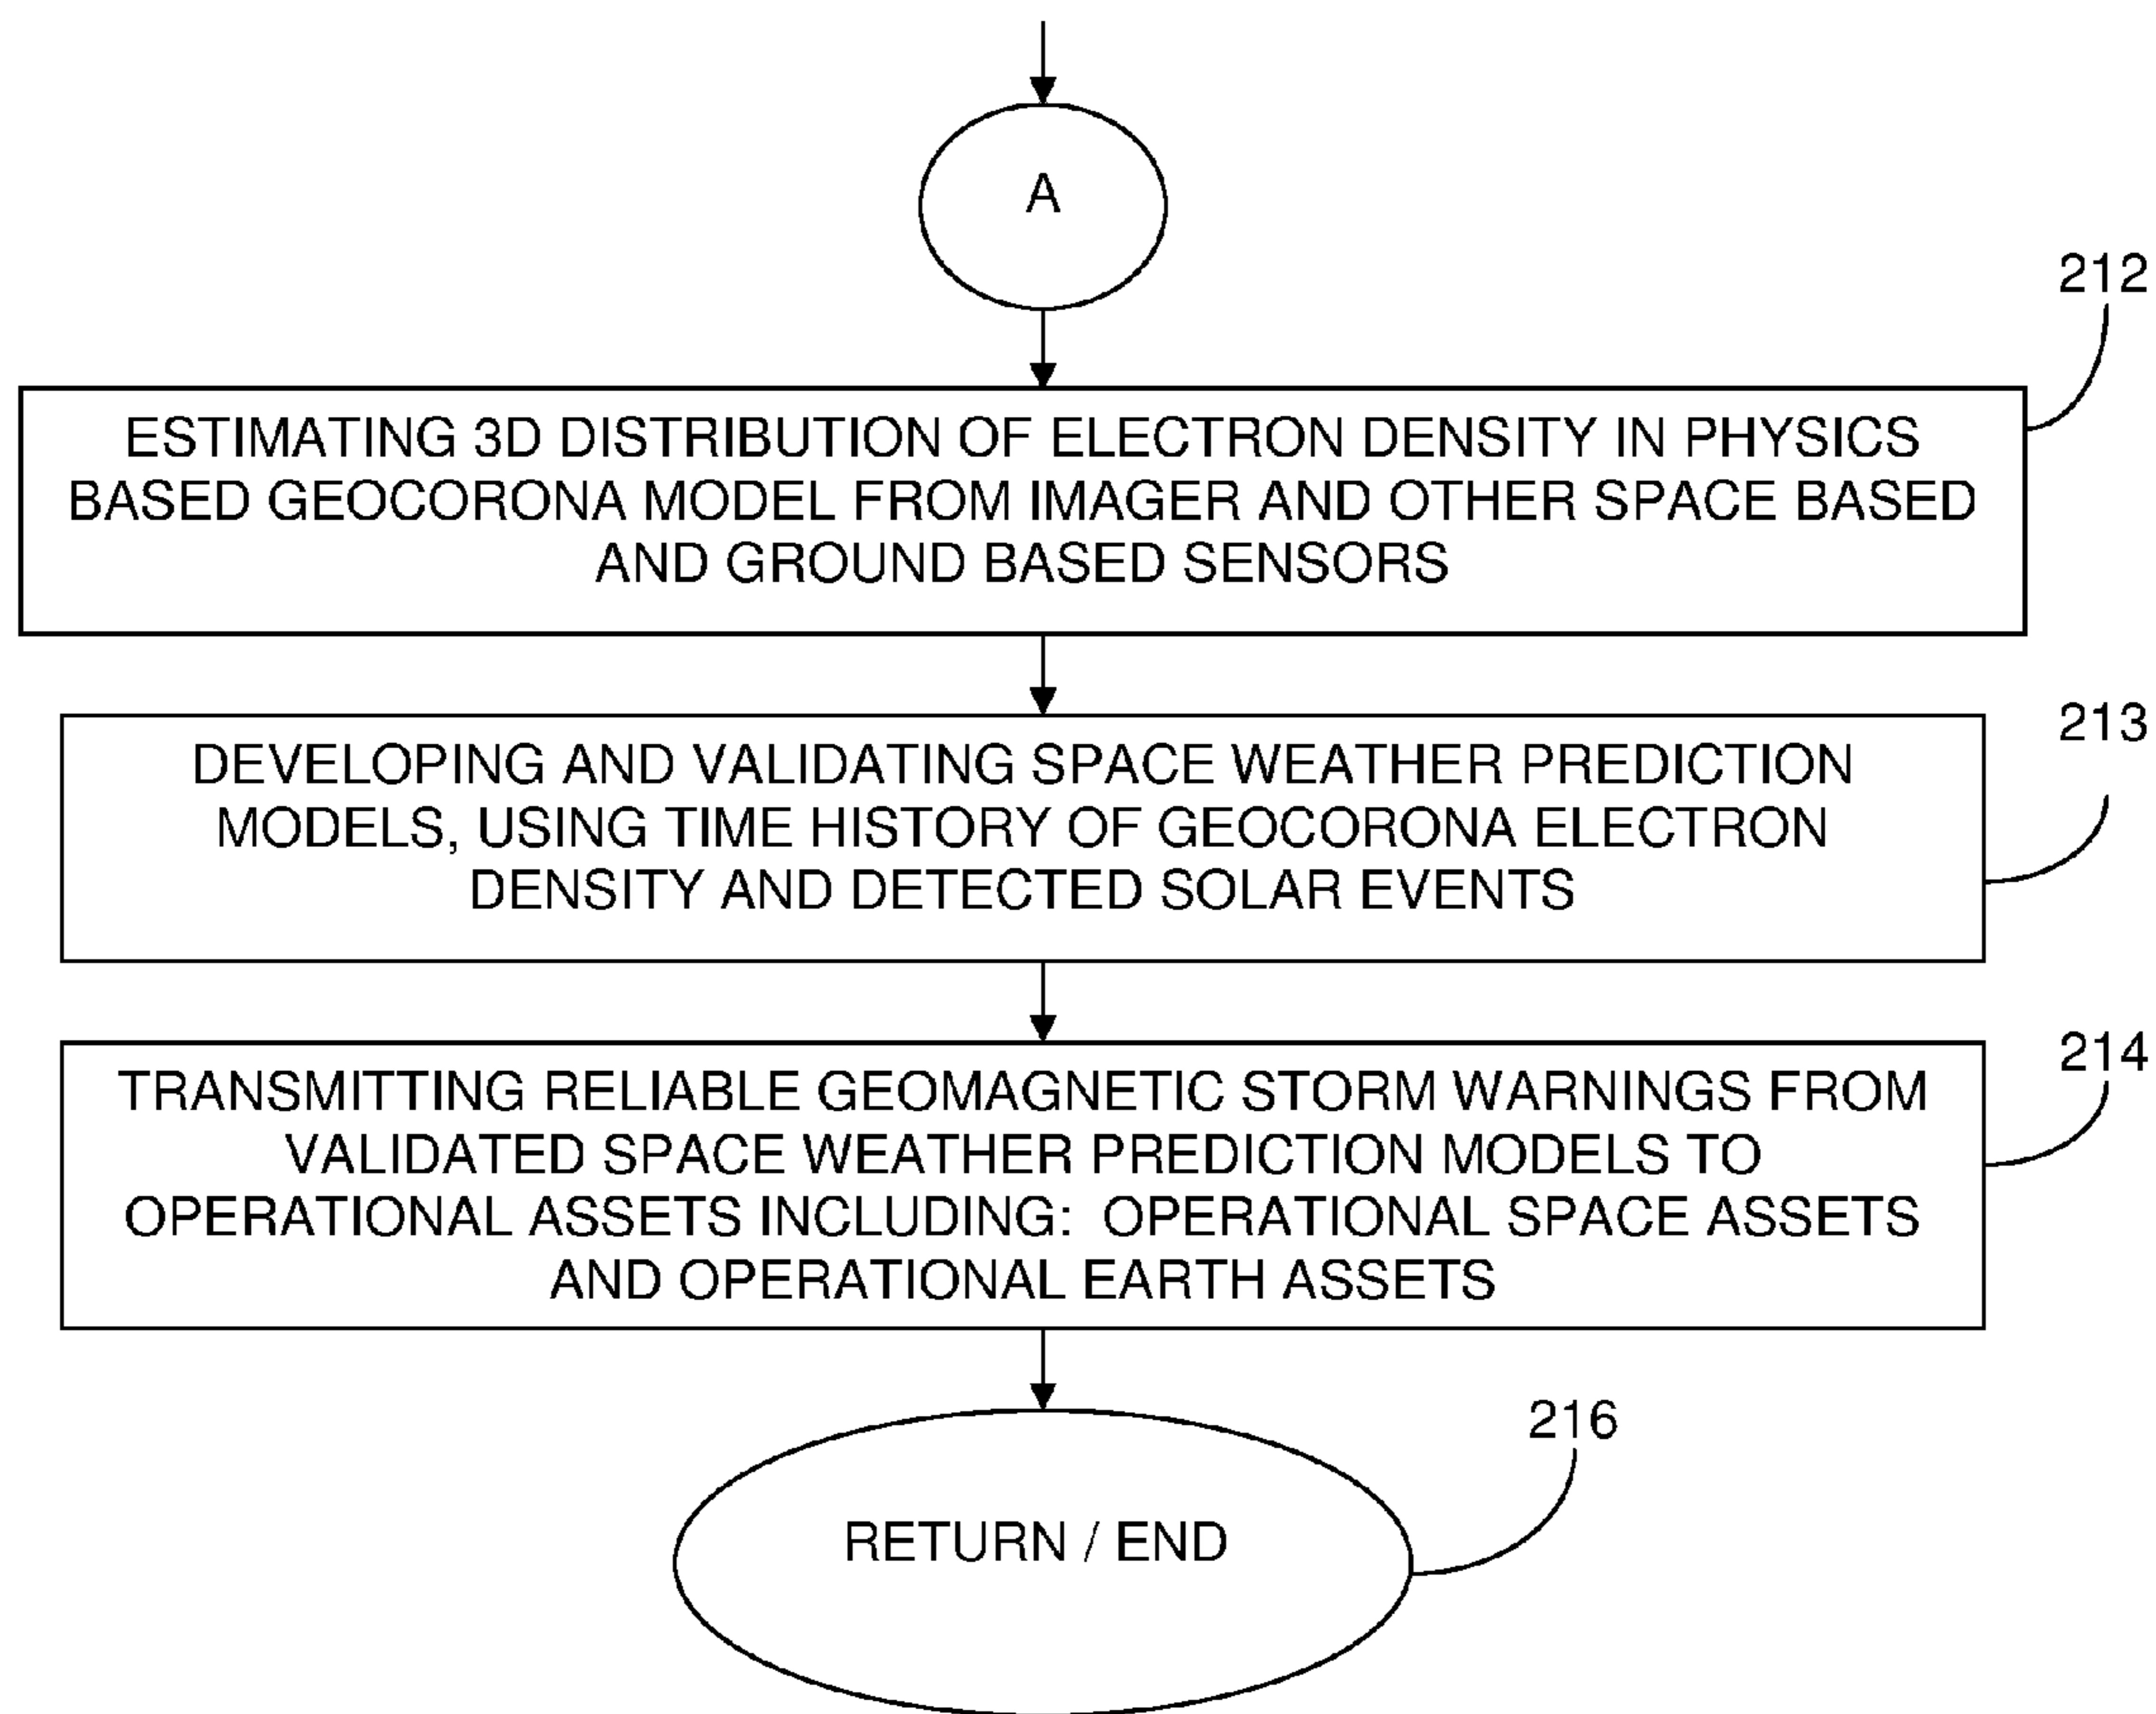 A
212
ESTIMATING 3D DISTRIBUTION OF ELECTRON DENSITY IN PHYSICS
BASED GEOCORONA MODEL FROM IMAGER AND OTHER SPACE BASED
AND GROUND BASED SENSORS
213
DEVELOPING AND VALIDATING SPACE WEATHER PREDICTION
MODELS, USING TIME HISTORY OF GEOCORONA ELECTRON
DENSITY AND DETECTED SOLAR EVENTS
214
TRANSMITTING RELIABLE GEOMAGNETIC STORM WARNINGS FROM
VALIDATED SPACE WEATHER PREDICTION MODELS TO
OPERATIONAL ASSETS INCLUDING: OPERATIONAL SPACE ASSETS
AND OPERATIONAL EARTH ASSETS
216
RETURN / END